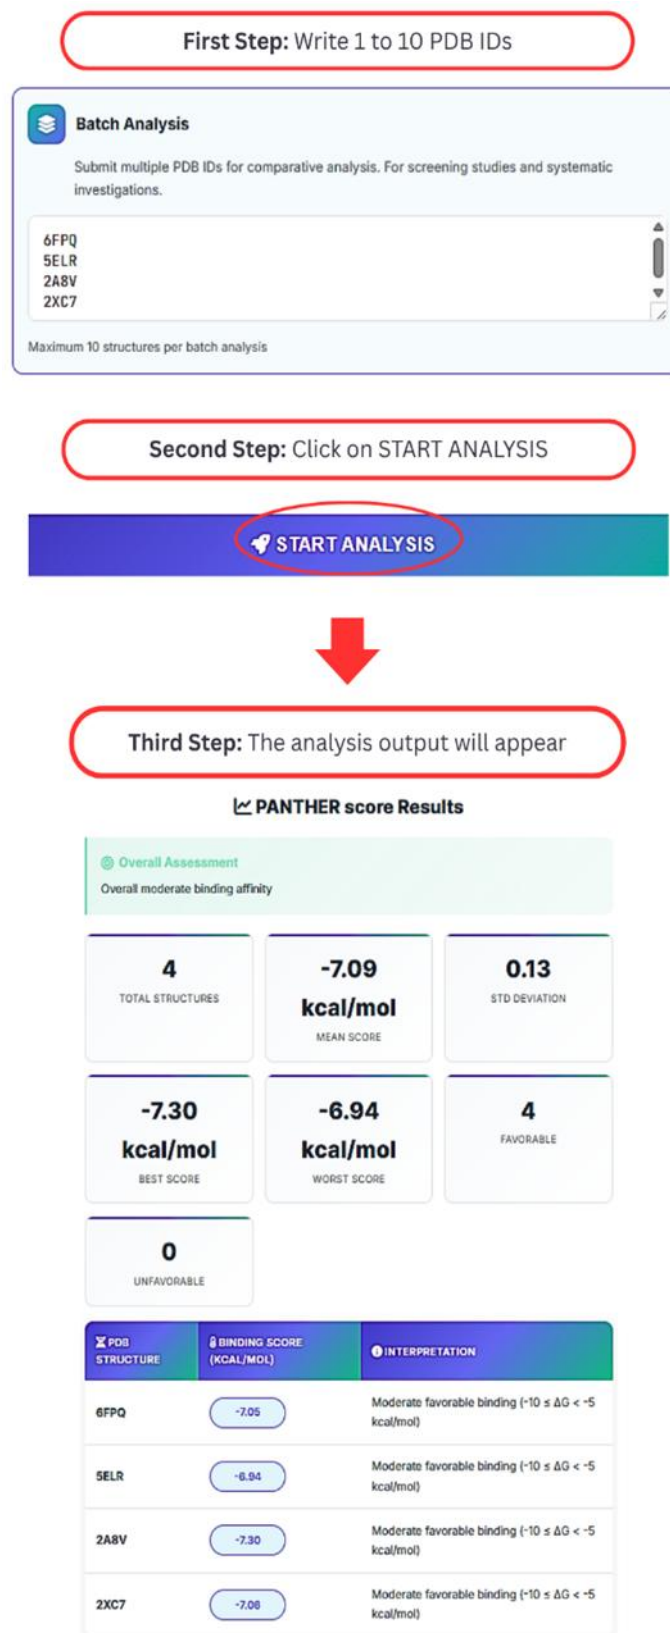 First Step: Write 1 to 10 PDB IDs
Batch Analysis
Submit multiple PDB IDs for comparative analysis. For screening studies and systematic
investigations.
6FPQ
5ELR
2A8V
2XC7
Maximum 10 structures per batch analysis
Second Step: Click on START ANALYSIS
START ANALYSIS
Third Step: The analysis output will appear
PANTHER score Results
Overall Assessment
Overall moderate binding affinity
4
TOTAL STRUCTURES
-7.09
kcal/mol
MEAN SCORE
0.13
STD DEVIATION
-7.30
kcal/mol
BEST SCORE
-6.94
kcal/mol
WORST SCORE
4
FAVORABLE
0
UNFAVORABLE
PDB
STRUCTURE
BINDING SCORE
(KCAL/MOL)
INTERPRETATION
6FPQ
-7.05
Moderate favorable binding (-10 ≤ ΔG < -5
kcal/mol)
5ELR
-6.94
Moderate favorable binding (-10 ≤ ΔG < -5
kcal/mol)
2A8V
-7.30
Moderate favorable binding (-10 ≤ ΔG < -5
kcal/mol)
2XC7
-7.08
Moderate favorable binding (-10 ≤ ΔG < -5
kcal/mol)